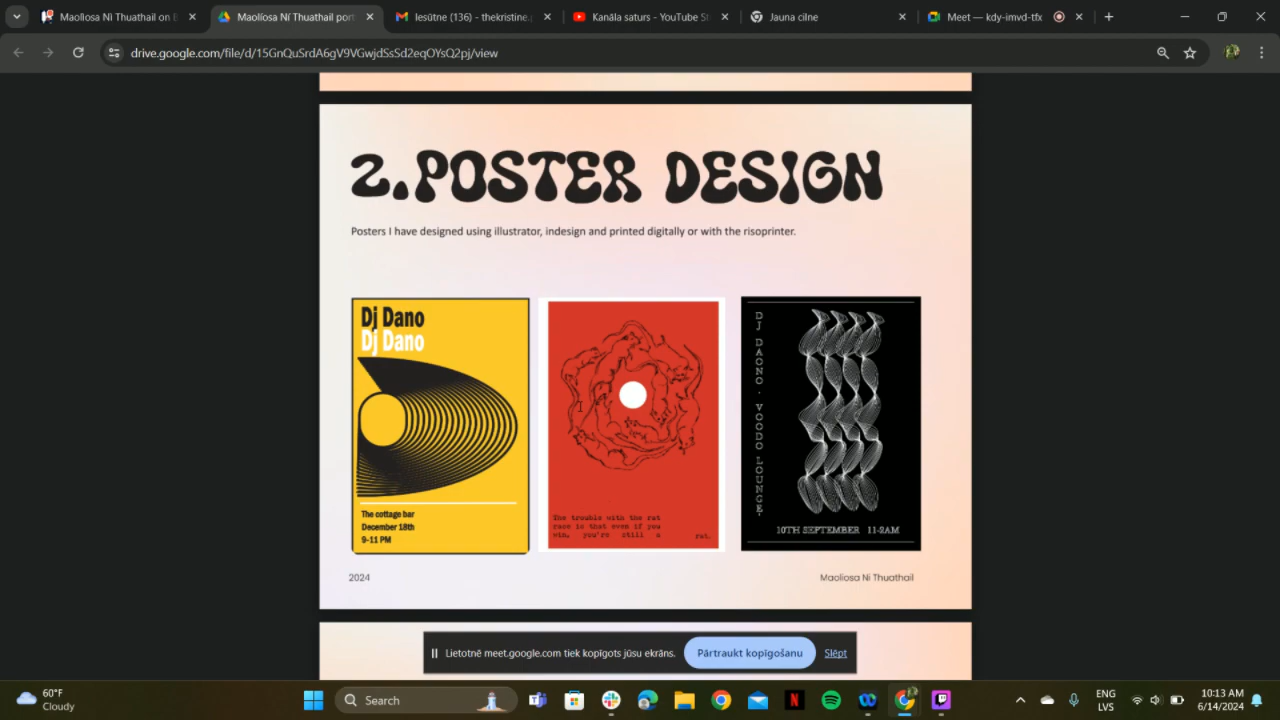 Maolíosa Ní Thuathail on B
Maolíosa Ní Thuathail port
Iesūtne (136) - thekristine.
Kanāla saturs - YouTube St
Jauna cilne
Meet — kdy-imvd-tfx
drive.google.com/file/d/15GnQuSrdA6gV9VGwjdSsSd2eqOYsQ2pj/view
2.POSTER DESIGN
Posters I have designed using illustrator, indesign and printed digitally or with the risoprinter.
Dj Dano
Dj Dano
The cottage bar
December 18th
9-11 PM
The trouble with the rat
race is that even if you
win, you're still a
rat.
DJ DAONO · VOODO LOUNGE·
10TH SEPTEMBER 11-2AM
2024
Maoliosa Ni Thuathail
Lietotnē meet.google.com tiek kopīgots jūsu ekrāns.
Pārtraukt kopīgošanu
Slēpt
60°F
Cloudy
Search
ENG
LVS
10:13 AM
6/14/2024